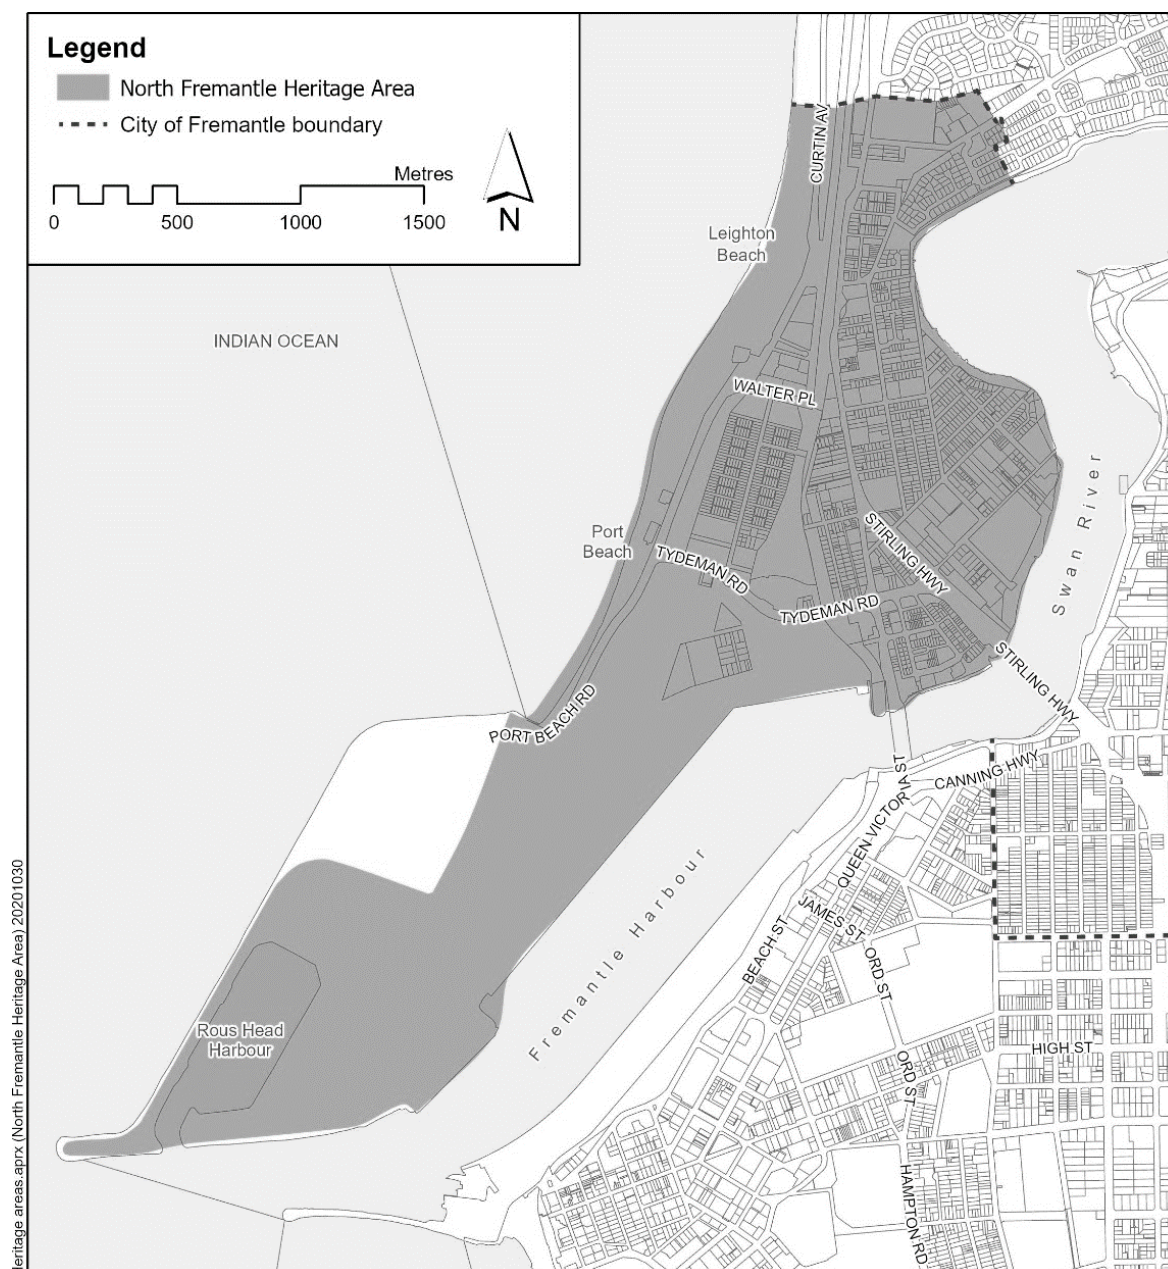 Legend
North Fremantle Heritage Area
City of Fremantle boundary
Metres
0 500 1000 1500
N
CURTIN AV
Leighton
Beach
INDIAN OCEAN
WALTER PL
Swan River
Port
Beach
STIRLING HWY
TYDEMAN RD
TYDEMAN RD
STIRLING HWY
PORT BEACH RD
CANNING HWY
QUEEN VICTORIA ST
Fremantle Harbour
JAMES ST
BEACH ST
ORD ST
Rous Head
Harbour
HIGH ST
ORD ST
HAMPTON RD
eritage areas.aprx (North Fremantle Heritage Area) 20201030